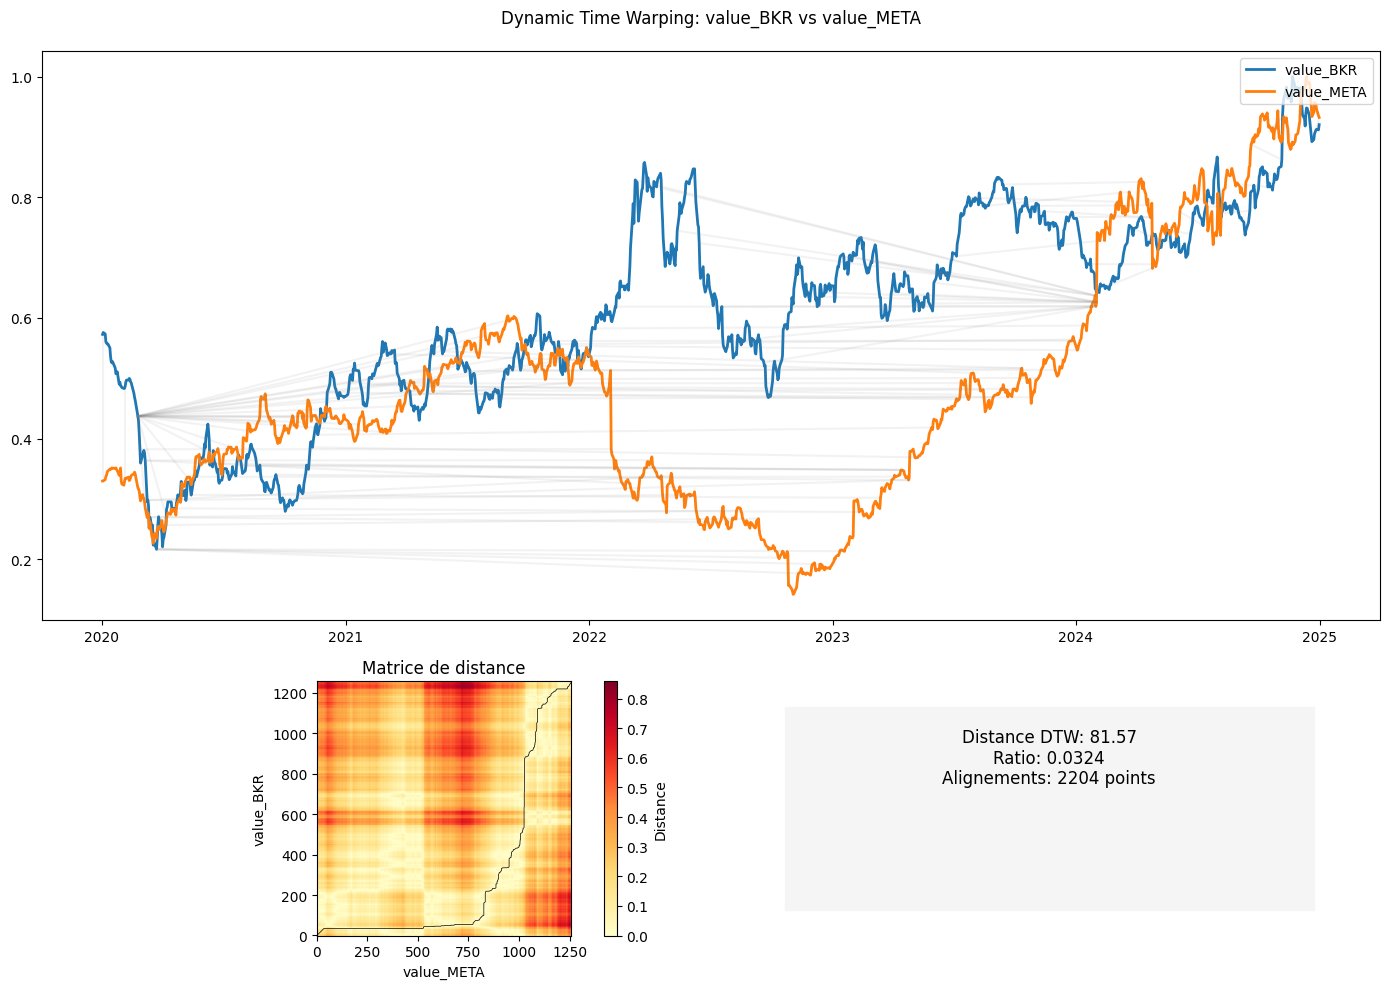 Dynamic Time Warping: value_BKR vs value_META
value_BKR
value_META
1.0
0.8
0.6
0.4
0.2
2020 2021 2022 2023 2024 2025
Matrice de distance
value_BKR
1200
1000
800
600
400
200
0
0 250 500 750 1000 1250
value_META
0.8
0.7
0.6
0.5
0.4
0.3
0.2
0.1
0.0
Distance
Distance DTW: 81.57
Ratio: 0.0324
Alignements: 2204 points